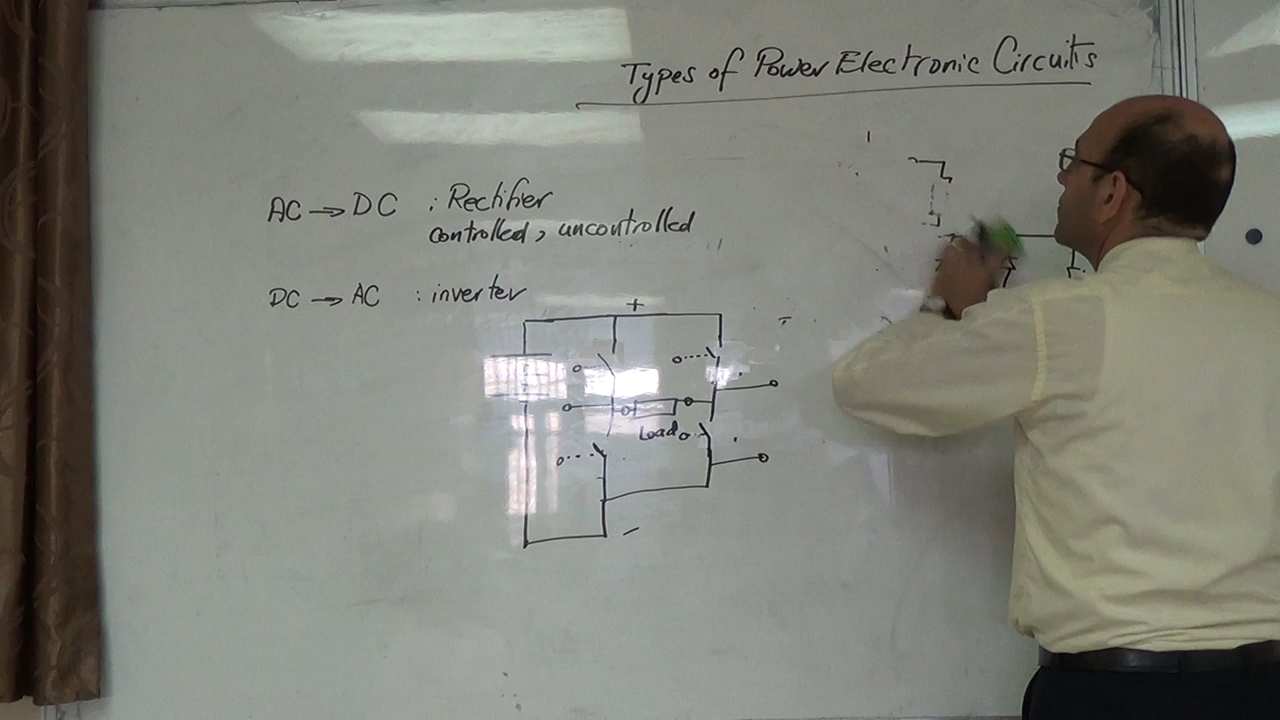 Types of Power Electronic Circuits
AC → DC : Rectifier
controlled, uncontrolled
DC → AC : inverter
+
Load
−